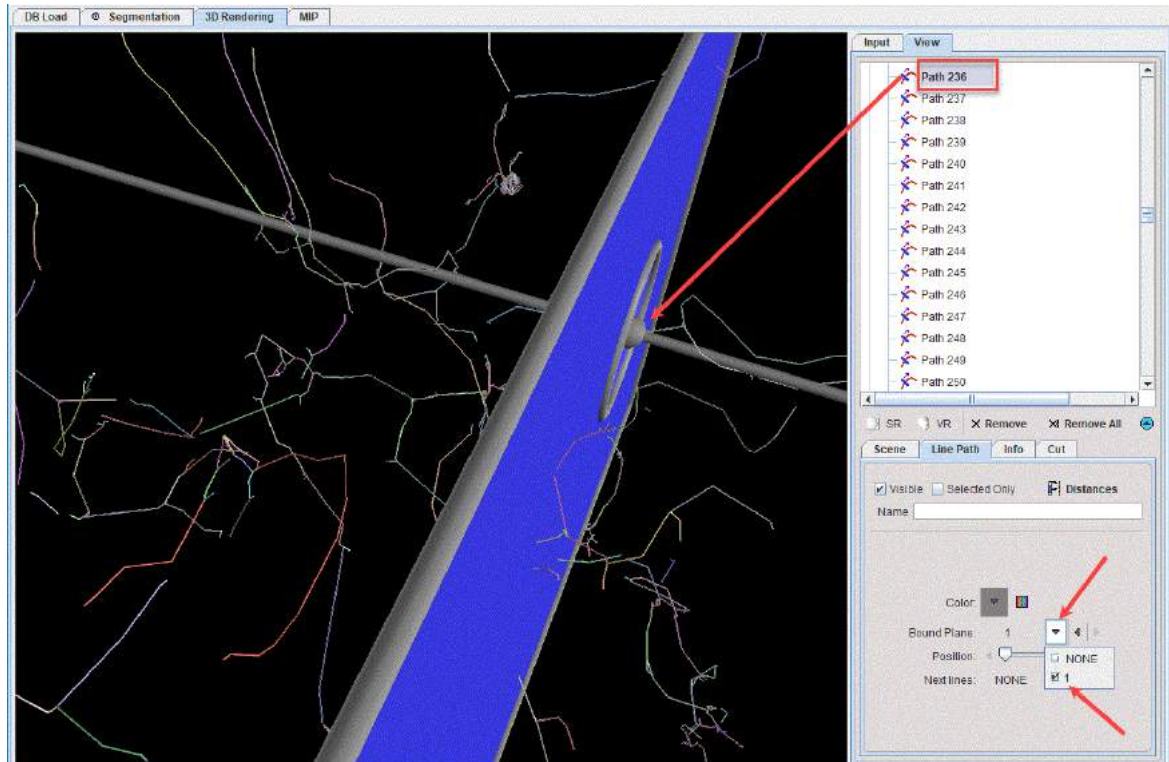 DB Load Segmentation 3D Rendering MIP
Input View
Path 236
Path 237
Path 238
Path 239
Path 240
Path 241
Path 242
Path 243
Path 244
Path 245
Path 246
Path 247
Path 248
Path 249
Path 250
SR VR Remove Remove All
Scene Line Path Info Cut
Visible Selected Only Distances
Name
Color:
Bound Plane: 1
Position: NONE
Next lines: NONE 1